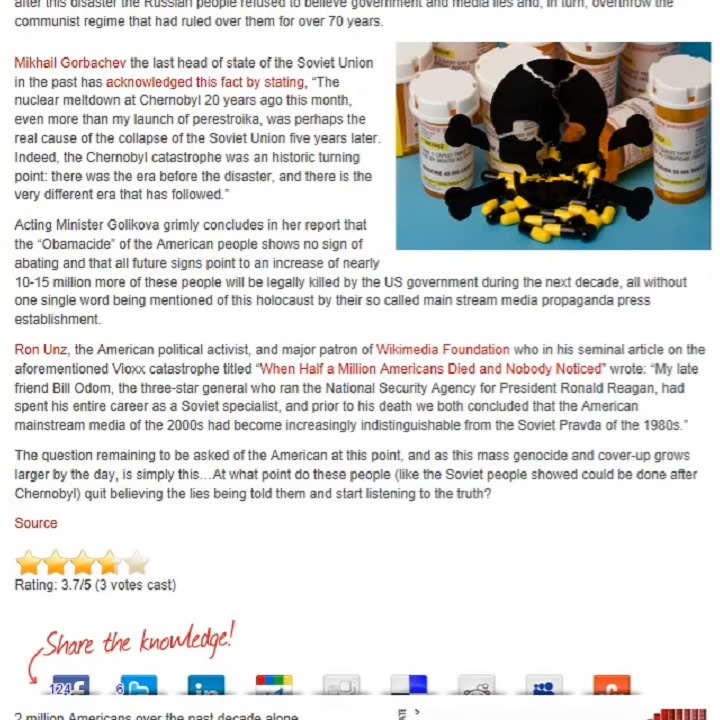 after this disaster the Russian people refused to believe government and media lies and, in turn, overthrow the
communist regime that had ruled over them for over 70 years.
Mikhail Gorbachev the last head of state of the Soviet Union
in the past has acknowledged this fact by stating, “The
nuclear meltdown at Chernobyl 20 years ago this month,
even more than my launch of perestroika, was perhaps the
real cause of the collapse of the Soviet Union five years later.
Indeed, the Chernobyl catastrophe was an historic turning
point: there was the era before the disaster, and there is the
very different era that has followed.”
Acting Minister Golikova grimly concludes in her report that
the “Obamacide” of the American people shows no sign of
abating and that all future signs point to an increase of nearly
10-15 million more of these people will be legally killed by the US government during the next decade, all without
one single word being mentioned of this holocaust by their so called main stream media propaganda press
establishment.
Ron Unz, the American political activist, and major patron of Wikimedia Foundation who in his seminal article on the
aforementioned Vioxx catastrophe titled “When Half a Million Americans Died and Nobody Noticed” wrote: “My late
friend Bill Odom, the three-star general who ran the National Security Agency for President Ronald Reagan, had
spent his entire career as a Soviet specialist, and prior to his death we both concluded that the American
mainstream media of the 2000s had become increasingly indistinguishable from the Soviet Pravda of the 1980s.”
The question remaining to be asked of the American at this point, and as this mass genocide and cover-up grows
larger by the day, is simply this…At what point do these people (like the Soviet people showed could be done after
Chernobyl) quit believing the lies being told them and start listening to the truth?
Source
Rating: 3.7/5 (3 votes cast)
Share the knowledge!
124 6
2 million Americans over the past decade alone